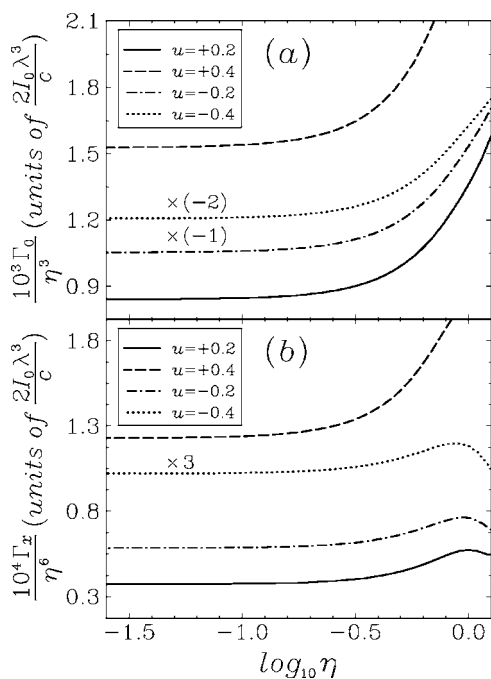 2.1
u=+0.2
u=+0.4
u=−0.2
u=−0.4
(a)
1.8
1.5
×(−2)
1.2
×(−1)
0.9
10³Γ₀/η³ (units of 2I₀λ³/c)
1.8
u=+0.2
u=+0.4
u=−0.2
u=−0.4
(b)
1.3
×3
0.8
0.3
10⁴Γₓ/η⁶ (units of 2I₀λ³/c)
−1.5 −1.0 −0.5 0.0
log₁₀ η